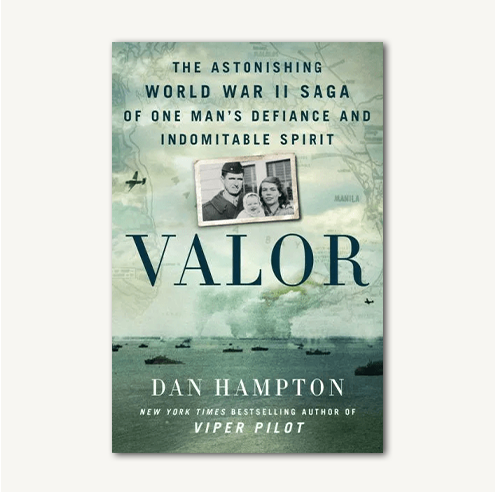 THE ASTONISHING
WORLD WAR II SAGA
OF ONE MAN'S DEFIANCE AND
INDOMITABLE SPIRIT
MANILA
VALOR
DAN HAMPTON
NEW YORK TIMES BESTSELLING AUTHOR OF
VIPER PILOT